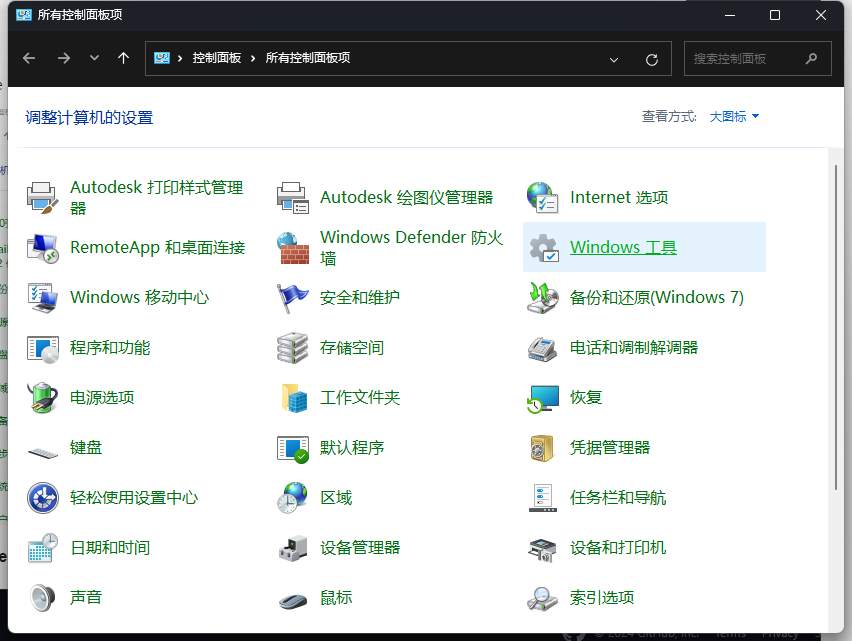 所有控制面板项
控制面板 所有控制面板项
搜索控制面板
调整计算机的设置
查看方式: 大图标
Autodesk 打印样式管理
器
Autodesk 绘图仪管理器
Internet 选项
RemoteApp 和桌面连接
Windows Defender 防火
墙
Windows 工具
Windows 移动中心
安全和维护
备份和还原(Windows 7)
程序和功能
存储空间
电话和调制解调器
电源选项
工作文件夹
恢复
键盘
默认程序
凭据管理器
轻松使用设置中心
区域
任务栏和导航
日期和时间
设备管理器
设备和打印机
声音
鼠标
索引选项
© 2024 GitHub, Inc. Terms Privacy